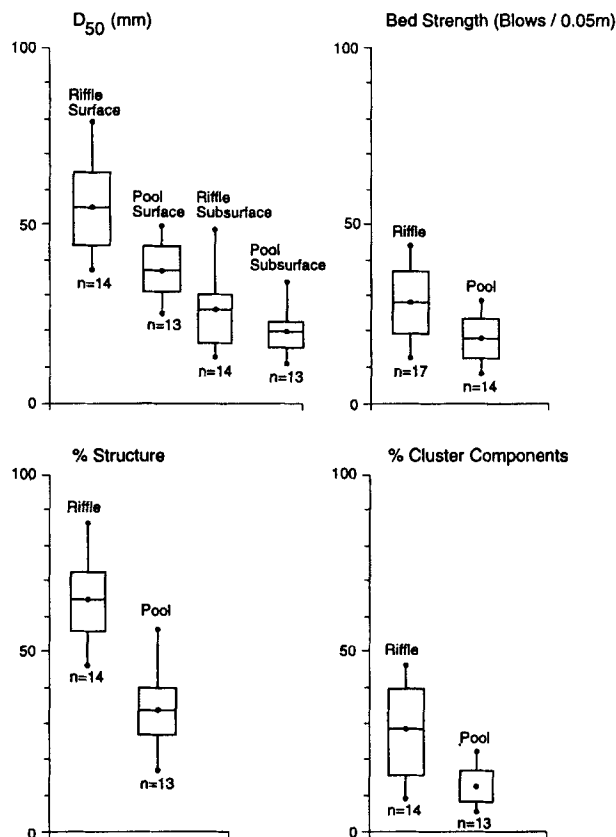 D50 (mm)
100
50
0
Riffle
Surface
n=14
Pool
Surface
n=13
Riffle
Subsurface
n=14
Pool
Subsurface
n=13
Bed Strength (Blows / 0.05m)
100
50
0
Riffle
n=17
Pool
n=14
% Structure
100
50
0
Riffle
n=14
Pool
n=13
% Cluster Components
100
50
0
Riffle
n=14
Pool
n=13